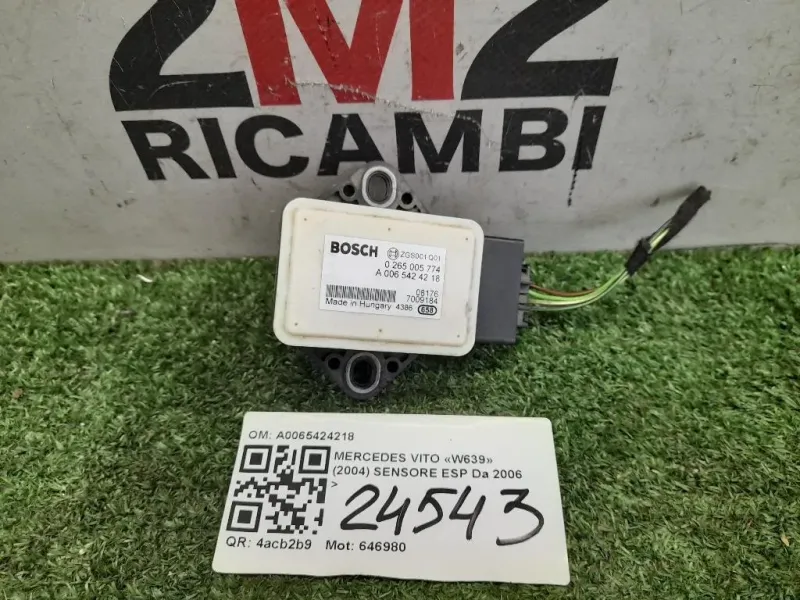 2M2
RICAMBI
BOSCH ZGS001 Q01
0 265 005 774
A 006 542 42 18
08176
7009184
Made in Hungary 4386 658
OM: A0065424218
MERCEDES VITO «W639»
(2004) SENSORE ESP Da 2006
>
24543
QR: 4acb2b9 Mot: 646980